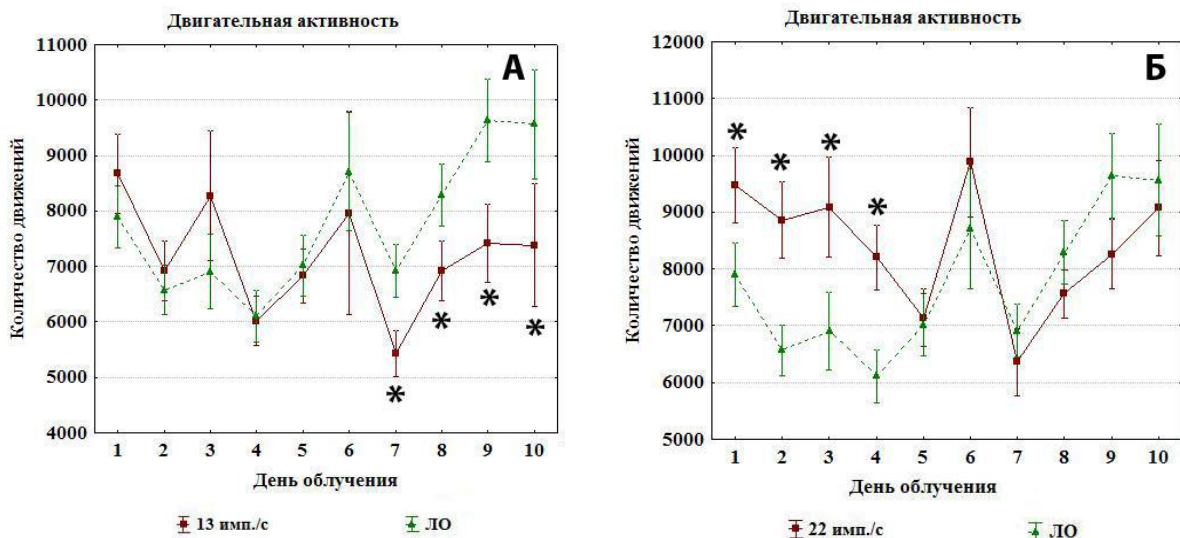 Двигательная активность
А
Количество движений
11000
10000
9000
8000
7000
6000
5000
4000
* * * *
1 2 3 4 5 6 7 8 9 10
День облучения
13 имп./с ЛО
Двигательная активность
Б
Количество движений
12000
11000
10000
9000
8000
7000
6000
5000
* * * *
1 2 3 4 5 6 7 8 9 10
День облучения
22 имп./с ЛО